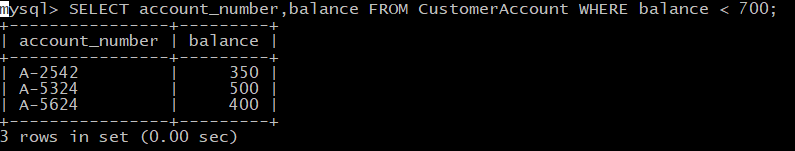 mysql> SELECT account_number,balance FROM CustomerAccount WHERE balance < 700;
+----------------+---------+
| account_number | balance |
+----------------+---------+
| A-2542         |     350 |
| A-5324         |     500 |
| A-5624         |     400 |
+----------------+---------+
3 rows in set (0.00 sec)